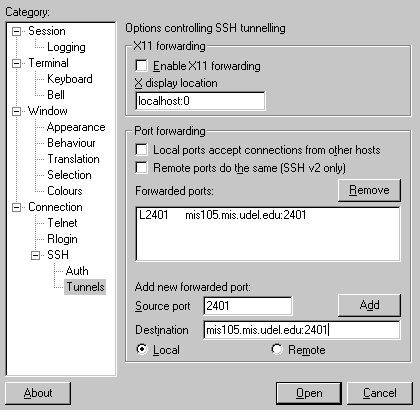 Category:
Session
Logging
Terminal
Keyboard
Bell
Window
Appearance
Behaviour
Translation
Selection
Colours
Connection
Telnet
Rlogin
SSH
Auth
Tunnels
Options controlling SSH tunnelling
X11 forwarding
Enable X11 forwarding
X display location
localhost:0
Port forwarding
Local ports accept connections from other hosts
Remote ports do the same (SSH v2 only)
Forwarded ports:
Remove
L2401 mis105.mis.udel.edu:2401
Add new forwarded port:
Source port 2401 Add
Destination mis105.mis.udel.edu:2401
Local Remote
About Open Cancel